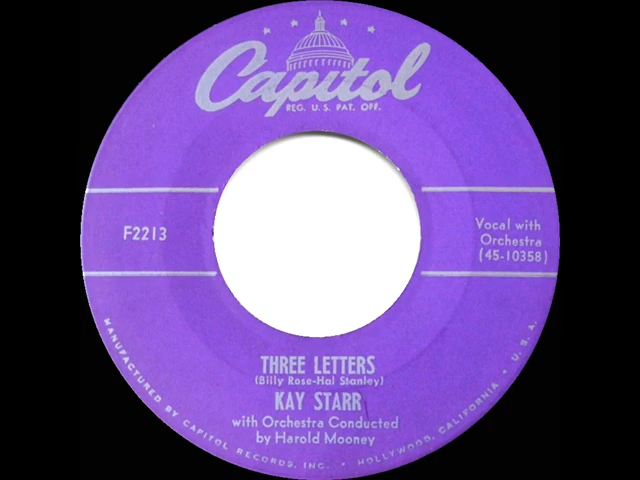 Capitol
REG. U.S. PAT. OFF.
F2213
Vocal with
Orchestra
(45-10358)
THREE LETTERS
(Billy Rose-Hal Stanley)
KAY STARR
with Orchestra Conducted
by Harold Mooney
MANUFACTURED BY CAPITOL RECORDS, INC. • HOLLYWOOD, CALIFORNIA • U.S.A.